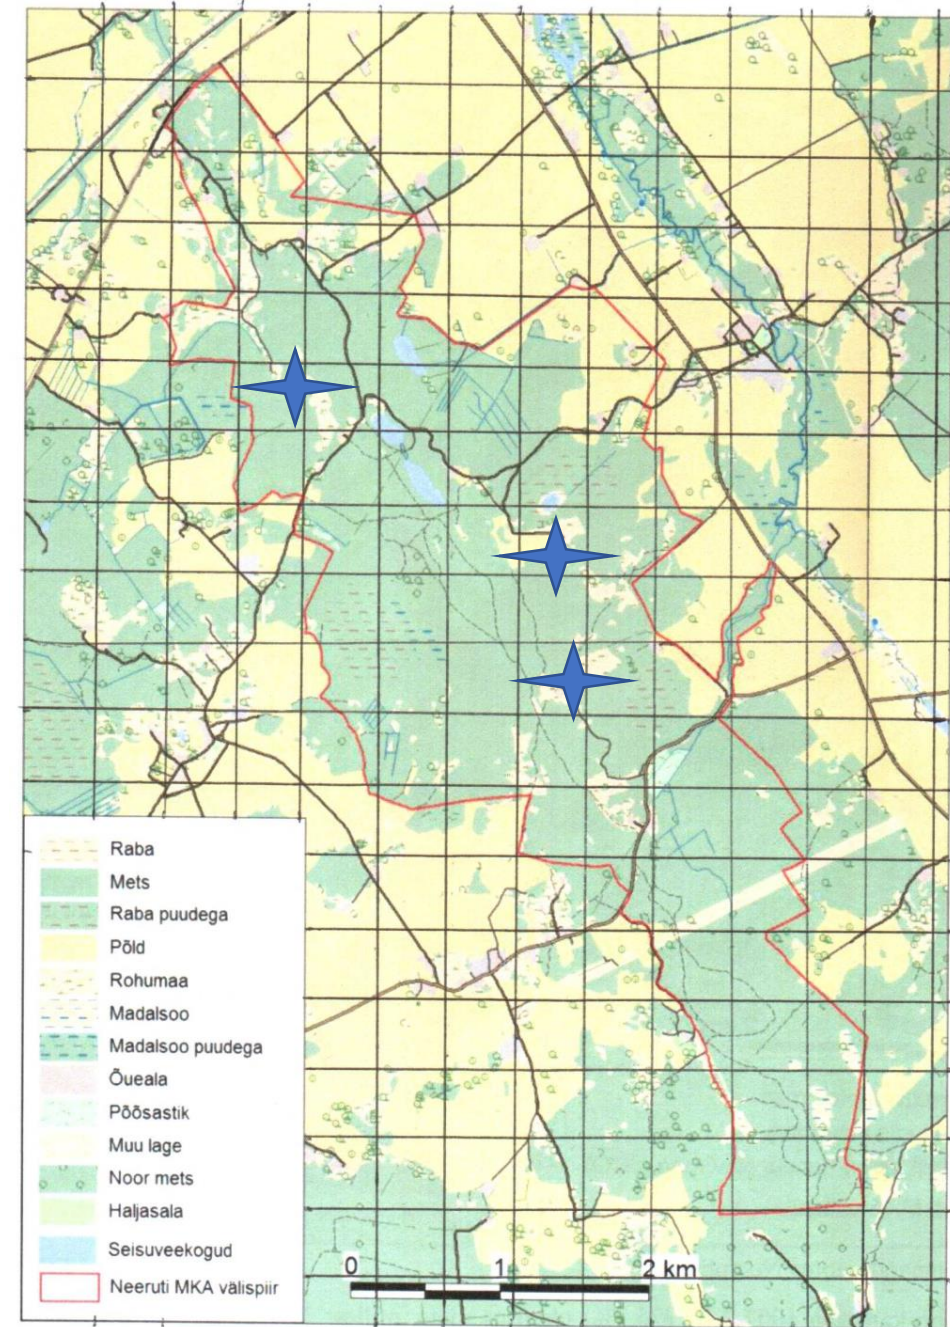 Raba
Mets
Raba puudega
Põld
Rohumaa
Madalsoo
Madalsoo puudega
Õueala
Põõsastik
Muu lage
Noor mets
Haljasala
Seisuveekogud
Neeruti MKA välispiir
0 1 2 km